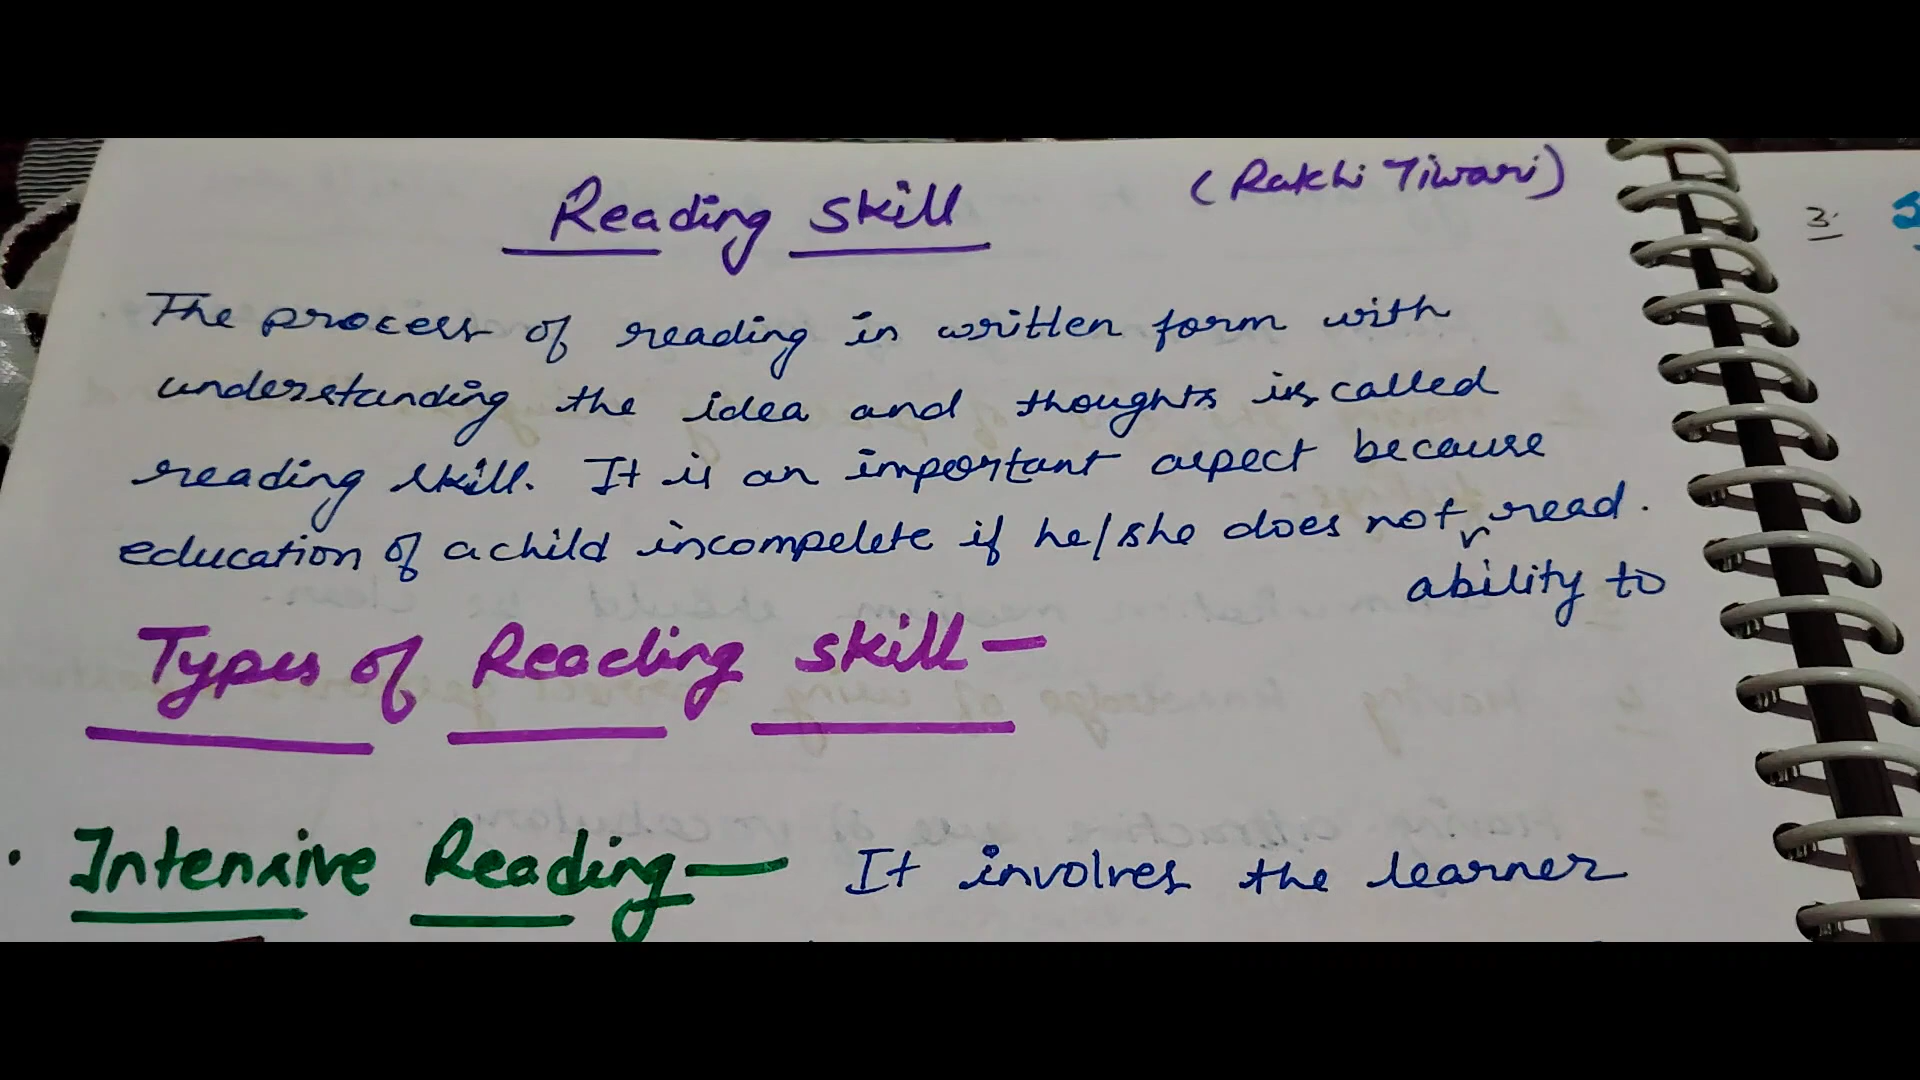 Reading skill
(Rakhi Tiwari)
The process of reading in written form with
understanding the idea and thoughts is called
reading skill. It is an important aspect because
education of a child incompelete if he/she does not read.
ability to
Types of Reading skill—
• Intensive Reading— It involves the learner
3.